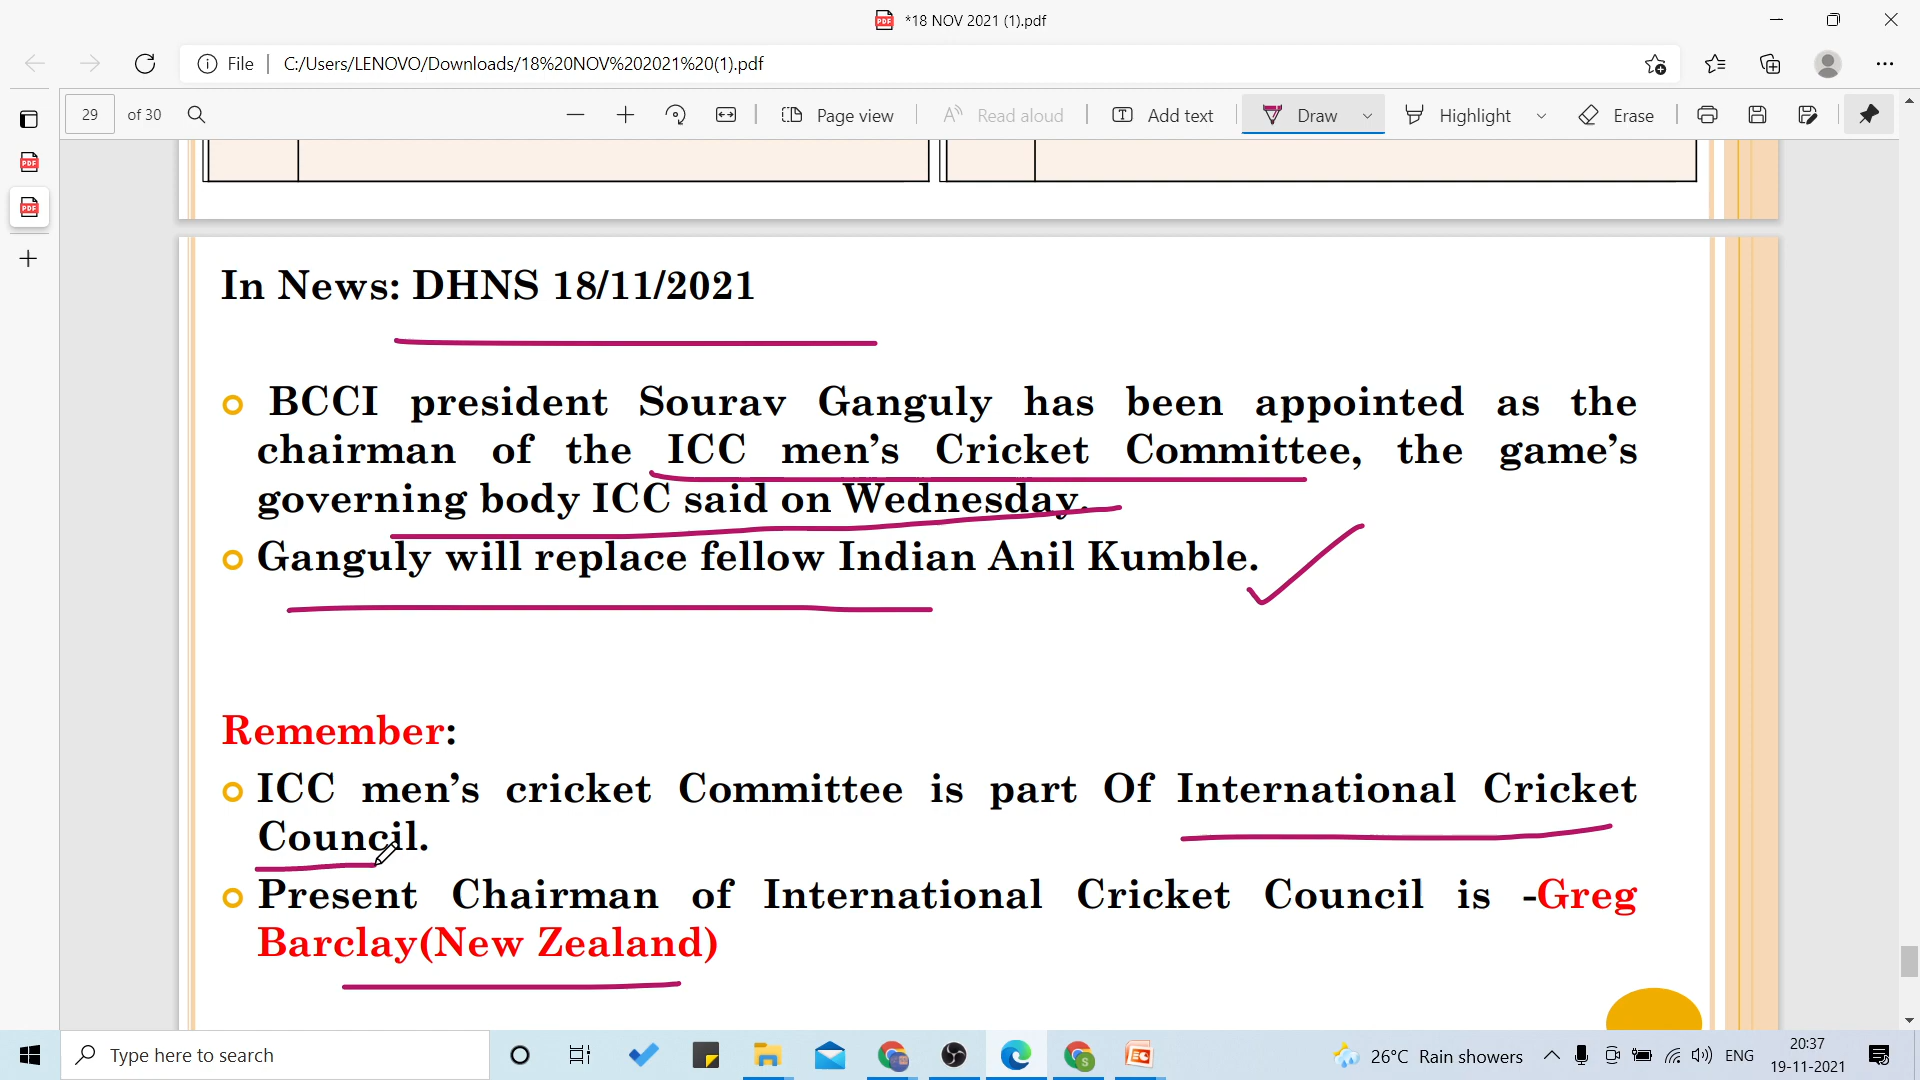 *18 NOV 2021 (1).pdf
File | C:/Users/LENOVO/Downloads/18%20NOV%202021%20(1).pdf
29 of 30 Page view Read aloud Add text Draw Highlight Erase
In News: DHNS 18/11/2021
BCCI president Sourav Ganguly has been appointed as the
chairman of the ICC men's Cricket Committee, the game's
governing body ICC said on Wednesday.
Ganguly will replace fellow Indian Anil Kumble.
Remember:
ICC men's cricket Committee is part Of International Cricket
Council.
Present Chairman of International Cricket Council is -Greg
Barclay(New Zealand)
Type here to search 26°C Rain showers ENG 20:37
19-11-2021